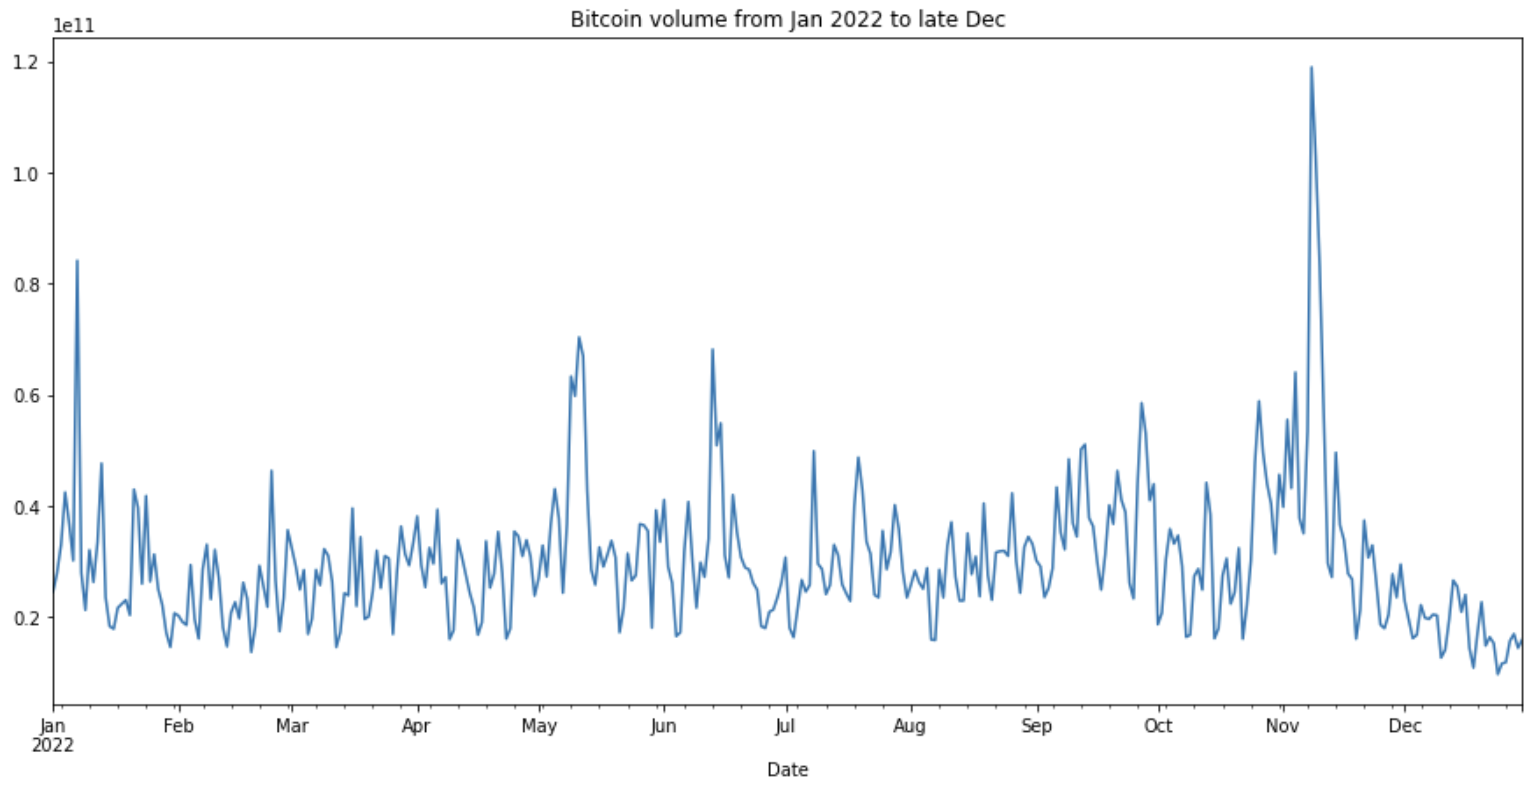 Bitcoin volume from Jan 2022 to late Dec
1e11
1.2
1.0
0.8
0.6
0.4
0.2
Jan Feb Mar Apr May Jun Jul Aug Sep Oct Nov Dec
2022
Date